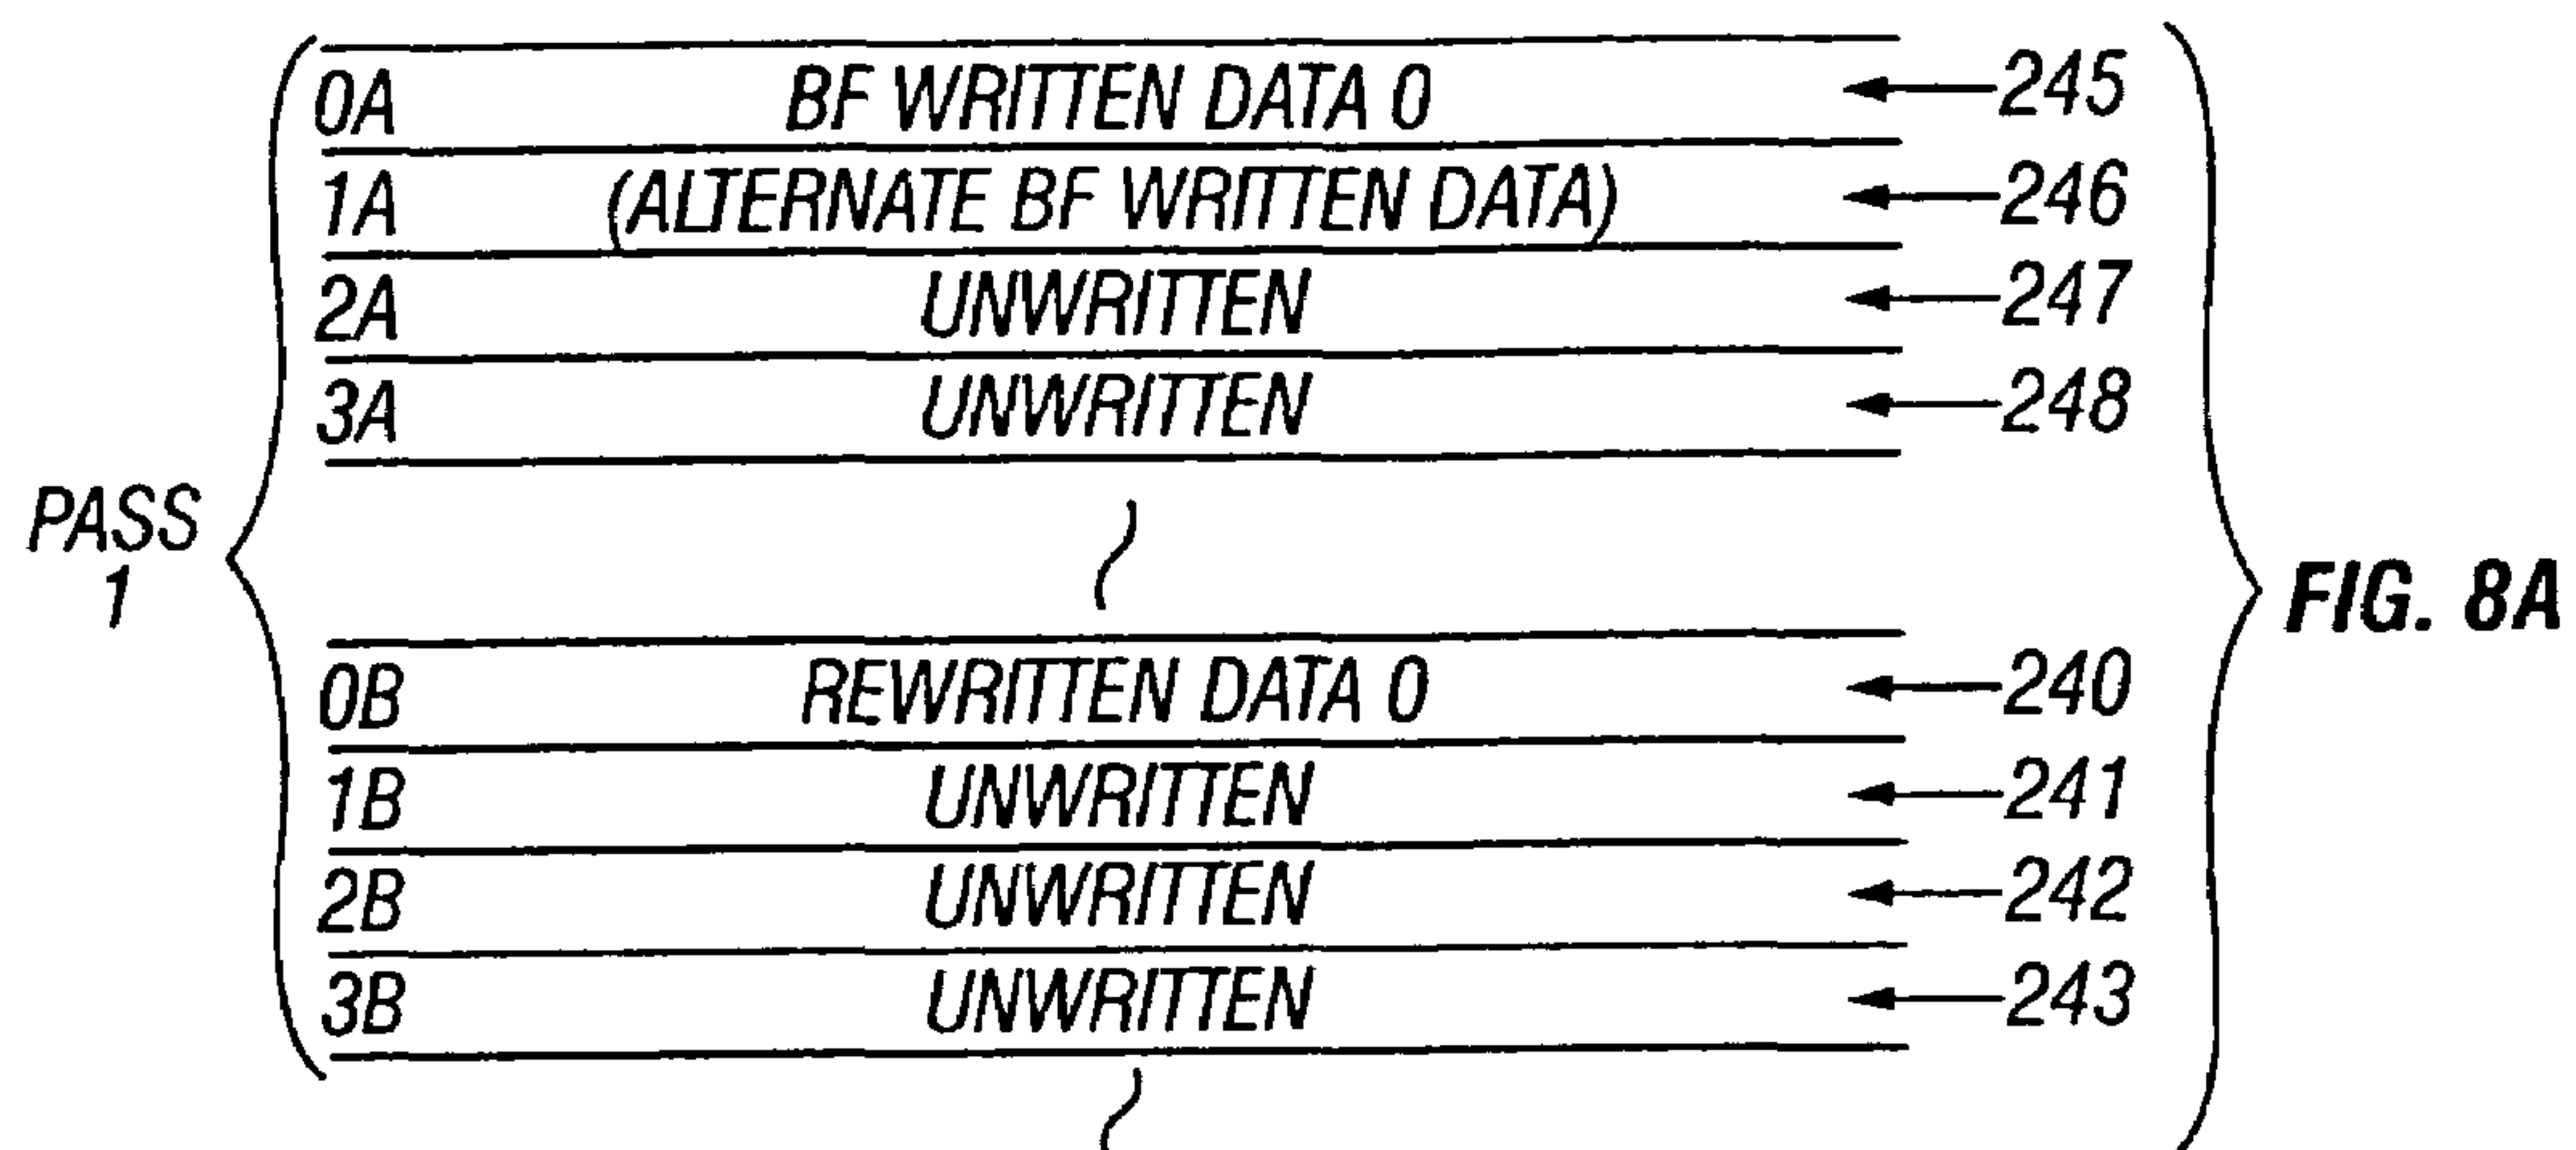 0A BF WRITTEN DATA 0 245
1A (ALTERNATE BF WRITTEN DATA) 246
2A UNWRITTEN 247
3A UNWRITTEN 248
PASS
1
FIG. 8A
0B REWRITTEN DATA 0 240
1B UNWRITTEN 241
2B UNWRITTEN 242
3B UNWRITTEN 243